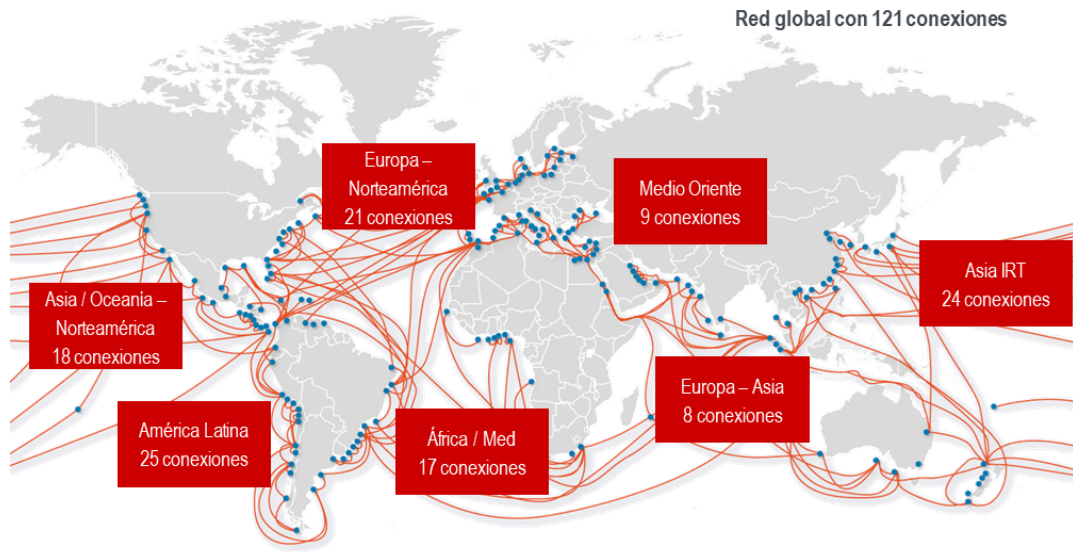 Red global con 121 conexiones
Europa –
Norteamérica
21 conexiones
Medio Oriente
9 conexiones
Asia IRT
24 conexiones
Asia / Oceanía –
Norteamérica
18 conexiones
Europa – Asia
8 conexiones
América Latina
25 conexiones
África / Med
17 conexiones